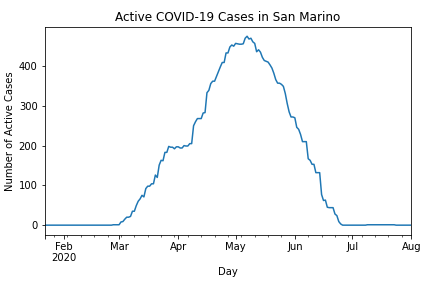 Active COVID-19 Cases in San Marino
Number of Active Cases
400
300
200
100
0
Feb Mar Apr May Jun Jul Aug
2020
Day